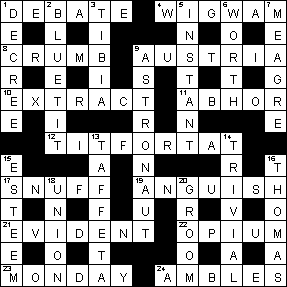 1 D E 2 B A 3 T E 4 W 5 I G 6 W A 7 M
E L I N O E
8 C R U M B 9 A U S T R I A
R E I S T T G
10 E X T R A C T 11 A B H O R
E I R N E
12 T I 13 T F O R T A 14 T
15 E A N R 16 T
17 S N 18 U F F 19 A N 20 G U I S H
T N F U R V O
21 E V I D E N T 22 O P I U M
E O T O A A
23 M O N D A Y 24 A M B L E S